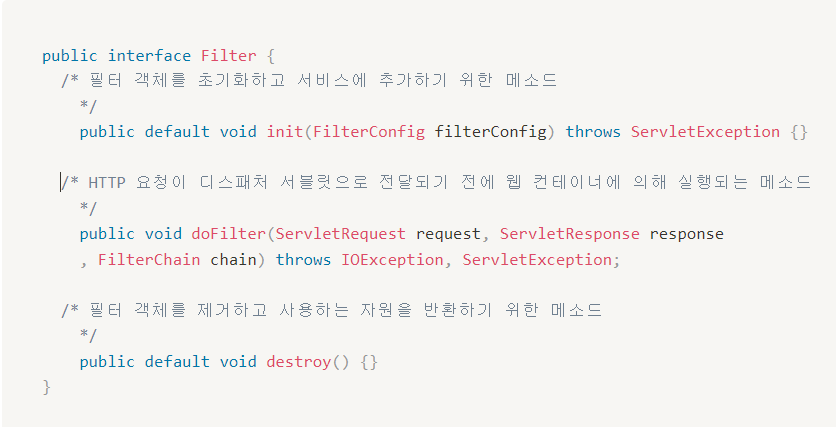 public interface Filter {
/* 필터 객체를 초기화하고 서비스에 추가하기 위한 메소드
*/
public default void init(FilterConfig filterConfig) throws ServletException {}
/* HTTP 요청이 디스패처 서블릿으로 전달되기 전에 웹 컨테이너에 의해 실행되는 메소드
*/
public void doFilter(ServletRequest request, ServletResponse response
, FilterChain chain) throws IOException, ServletException;
/* 필터 객체를 제거하고 사용하는 자원을 반환하기 위한 메소드
*/
public default void destroy() {}
}